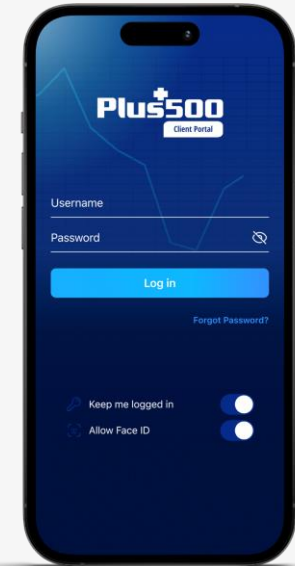 Plus500
Client Portal
Username
Password
Log in
Forgot Password?
Keep me logged in
Allow Face ID